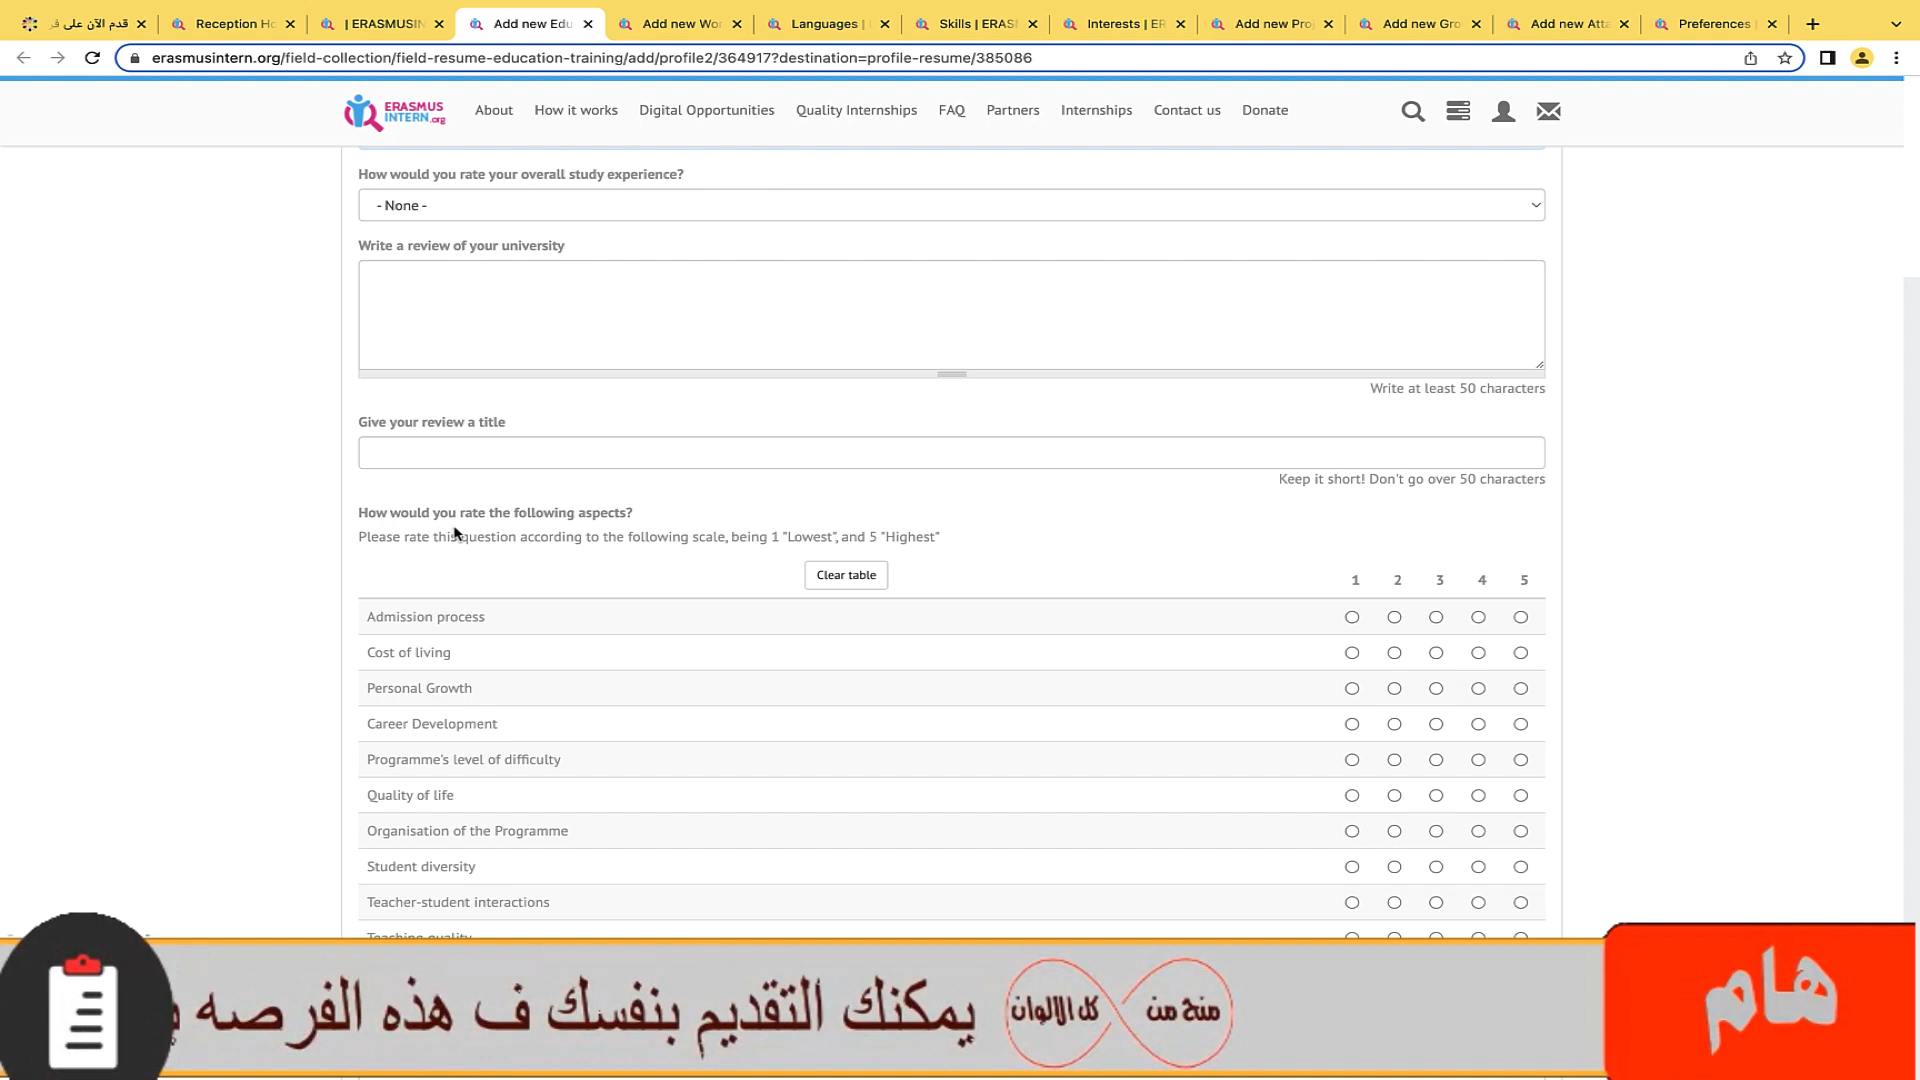 قدم الآن على فر
Reception Ho
| ERASMUSIN
Add new Edu
Add new Wor
Languages |
Skills | ERAS
Interests | ER
Add new Pro
Add new Gro
Add new Atta
Preferences |
erasmusintern.org/field-collection/field-resume-education-training/add/profile2/364917?destination=profile-resume/385086
ERASMUS
INTERN.org
About How it works Digital Opportunities Quality Internships FAQ Partners Internships Contact us Donate
How would you rate your overall study experience?
- None -
Write a review of your university
Write at least 50 characters
Give your review a title
Keep it short! Don't go over 50 characters
How would you rate the following aspects?
Please rate this question according to the following scale, being 1 "Lowest", and 5 "Highest"
Clear table 1 2 3 4 5
Admission process
Cost of living
Personal Growth
Career Development
Programme's level of difficulty
Quality of life
Organisation of the Programme
Student diversity
Teacher-student interactions
Teaching quality
هام
منح من كل الالوان
يمكنك التقديم بنفسك ف هذه الفرصه